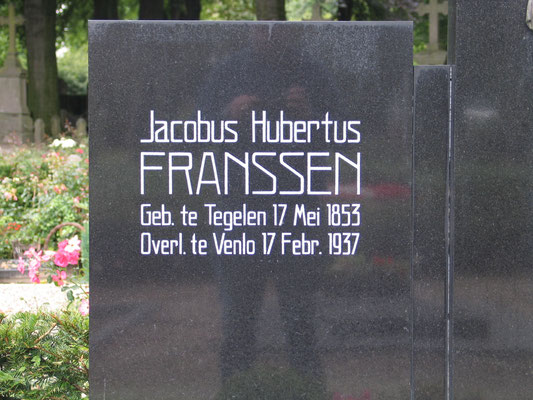 Jacobus Hubertus
FRANSSEN
Geb. te Tegelen 17 Mei 1853
Overl. te Venlo 17 Febr. 1937